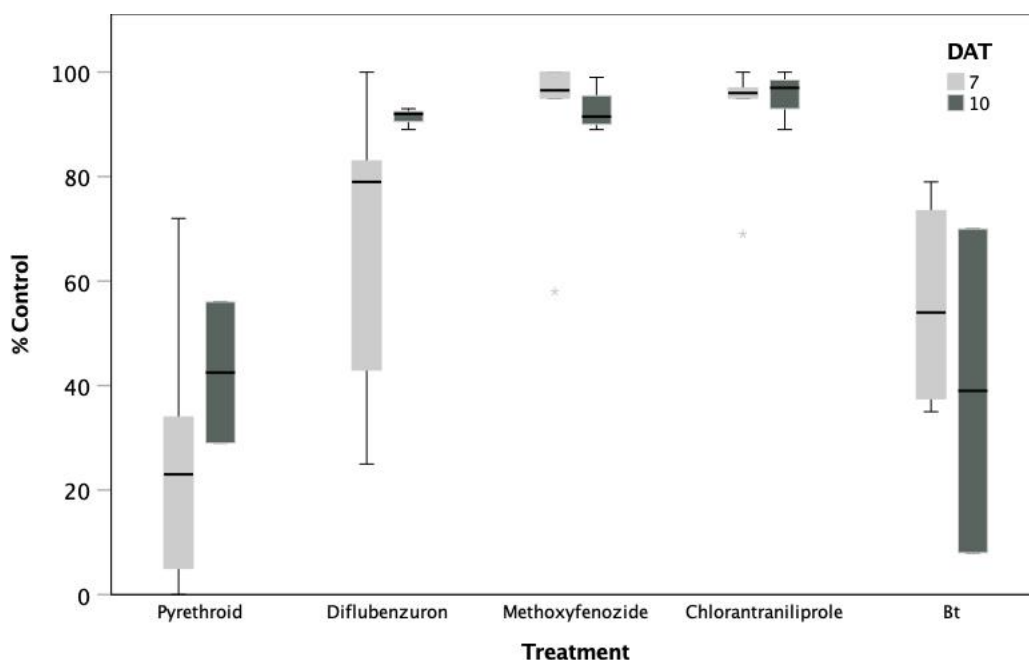 DAT
7
10
100
80
60
40
20
0
% Control
Pyrethroid
Diflubenzuron
Methoxyfenozide
Chlorantraniliprole
Bt
Treatment